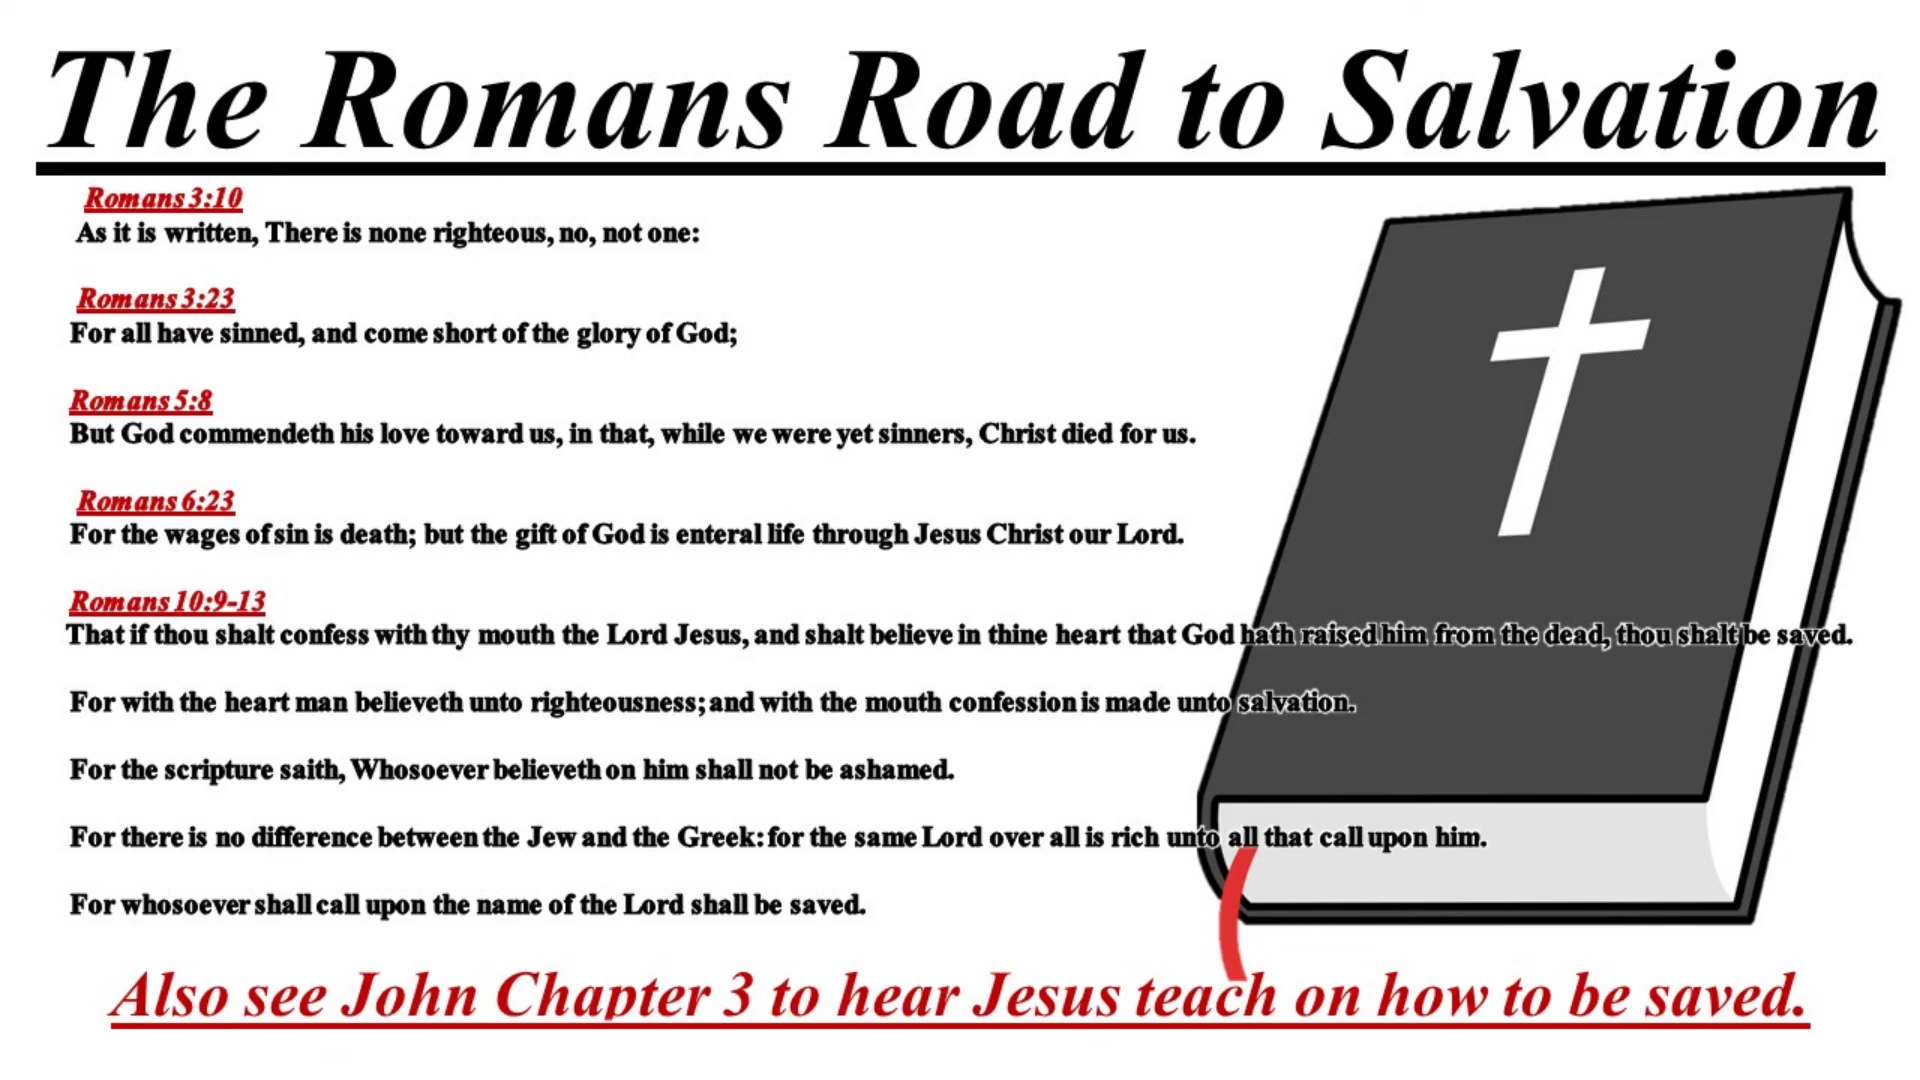 The Romans Road to Salvation
Romans 3:10
As it is written, There is none righteous, no, not one:
Romans 3:23
For all have sinned, and come short of the glory of God;
Romans 5:8
But God commendeth his love toward us, in that, while we were yet sinners, Christ died for us.
Romans 6:23
For the wages of sin is death; but the gift of God is enteral life through Jesus Christ our Lord.
Romans 10:9-13
That if thou shalt confess with thy mouth the Lord Jesus, and shalt believe in thine heart that God hath raised him from the dead, thou shalt be saved.
For with the heart man believeth unto righteousness; and with the mouth confession is made unto salvation.
For the scripture saith, Whosoever believeth on him shall not be ashamed.
For there is no difference between the Jew and the Greek: for the same Lord over all is rich unto all that call upon him.
For whosoever shall call upon the name of the Lord shall be saved.
Also see John Chapter 3 to hear Jesus teach on how to be saved.